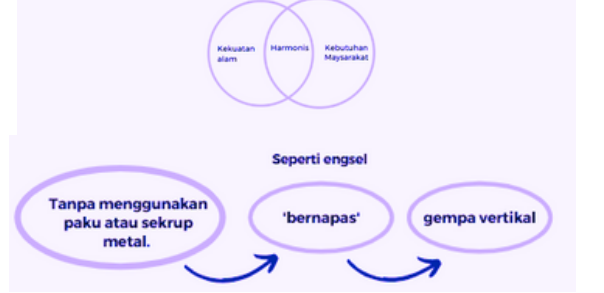 Kekuatan
alam
Harmonis
Kebutuhan
Maysarakat
Seperti engsel
Tanpa menggunakan
paku atau sekrup
metal.
'bernapas'
gempa vertikal